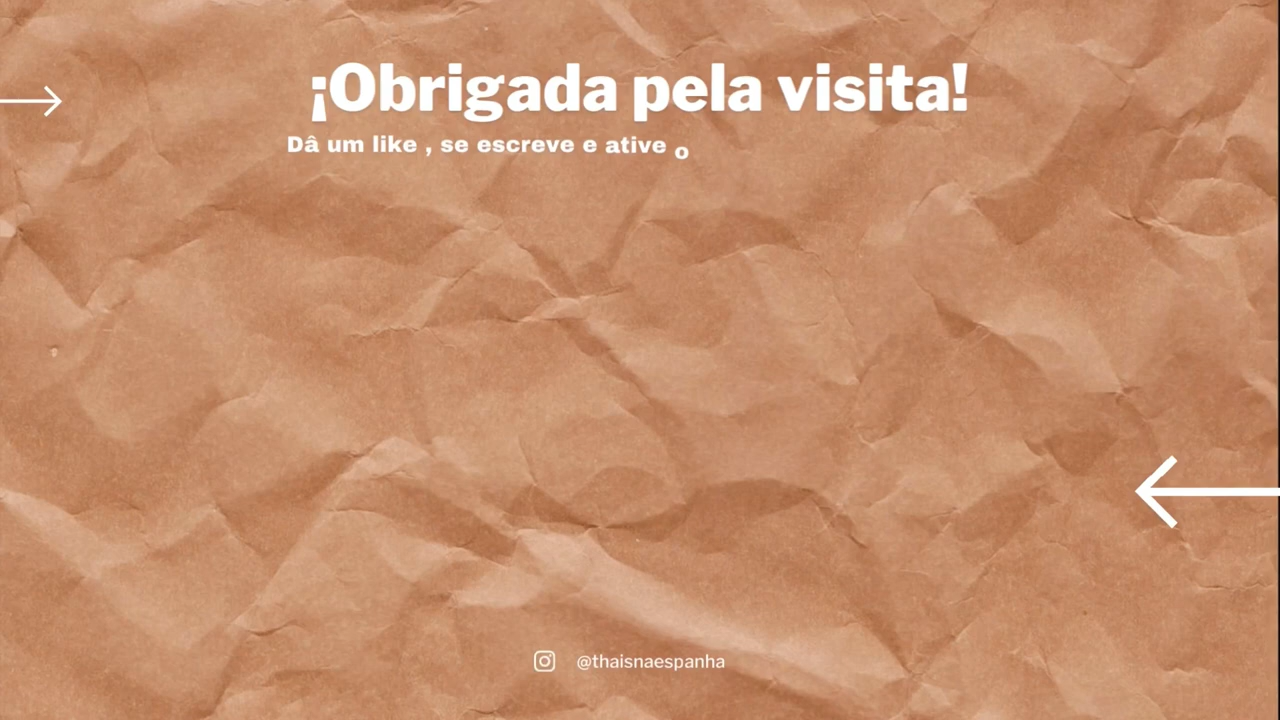 ¡Obrigada pela visita!
Dâ um like , se escreve e ative o
@thaisnaespanha